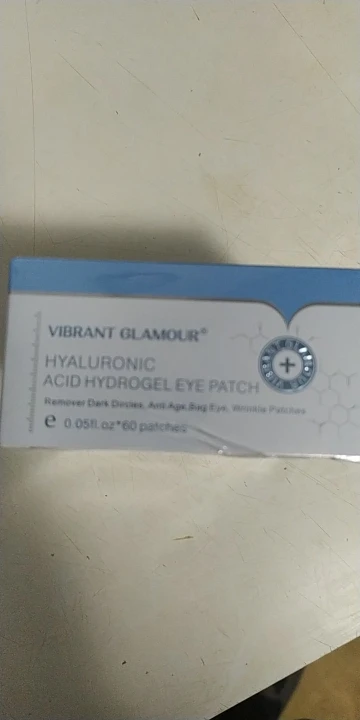 VIBRANT GLAMOUR®
HYALURONIC
ACID HYDROGEL EYE PATCH
Remover Dark Circles, Anti Age, Bag Eye, Wrinkle Patches
e 0.05fl.oz*60 patches